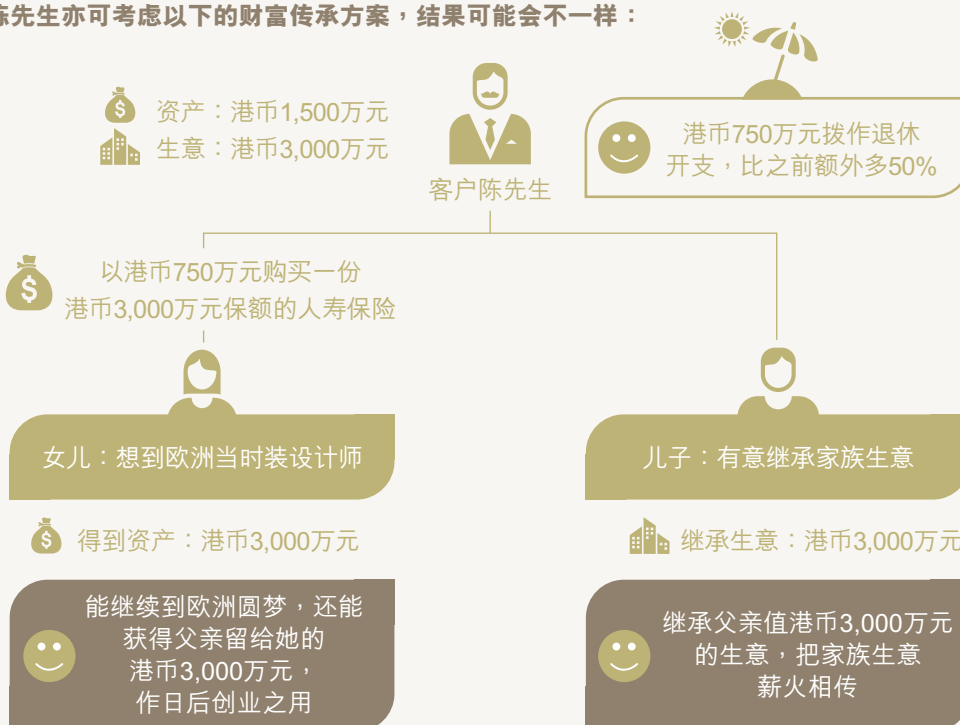 陈先生亦可考虑以下的财富传承方案，结果可能会不一样：
$ 资产：港币1,500万元
生意：港币3,000万元
客户陈先生
港币750万元拨作退休
开支，比之前额外多50%
$ 以港币750万元购买一份
港币3,000万元保额的人寿保险
女儿：想到欧洲当时装设计师
$ 得到资产：港币3,000万元
能继续到欧洲圆梦，还能
获得父亲留给她的
港币3,000万元，
作日后创业之用
儿子：有意继承家族生意
继承生意：港币3,000万元
继承父亲值港币3,000万元
的生意，把家族生意
薪火相传